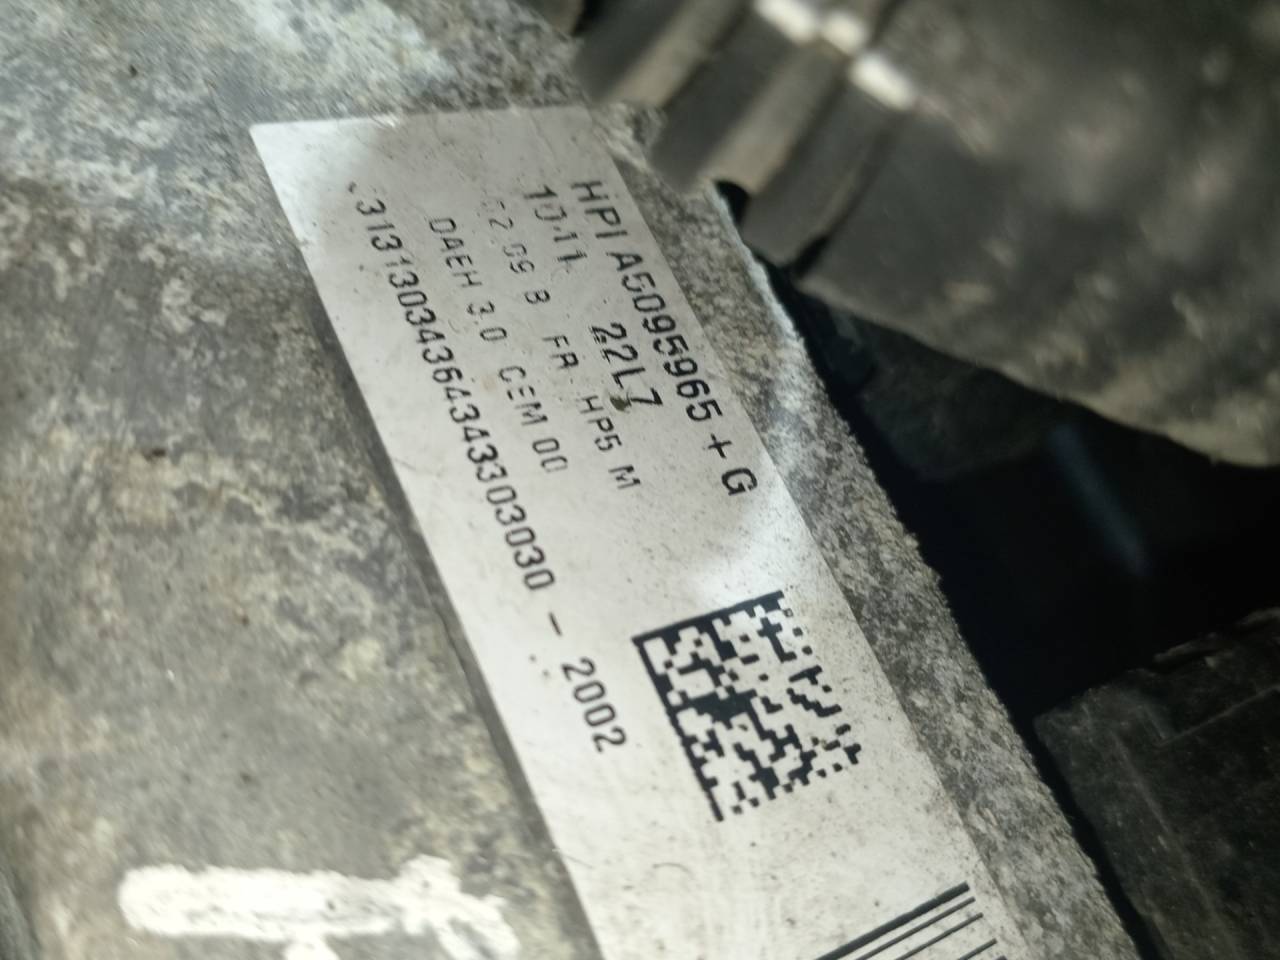 HPI A5095965 + G
10.11 22L7
02.09 B FR HP5 M
DAEH 3.0 CEM 00
31313034364343303030 - 2002